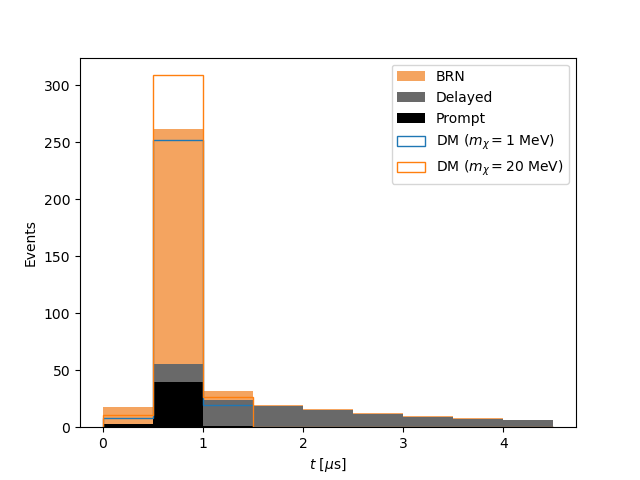 BRN
Delayed
Prompt
DM (mχ = 1 MeV)
DM (mχ = 20 MeV)
Events
300
250
200
150
100
50
0
0 1 2 3 4
t [μs]